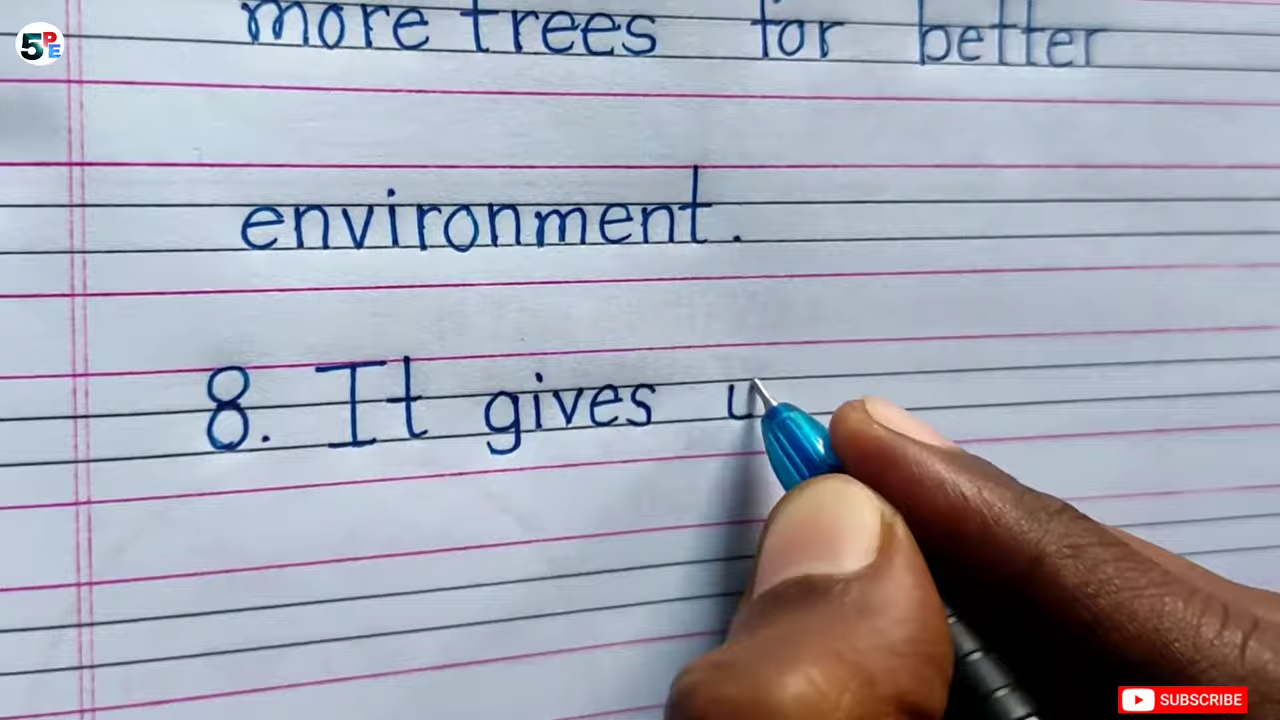 5PE
more trees for better
environment.
8. It gives u
SUBSCRIBE